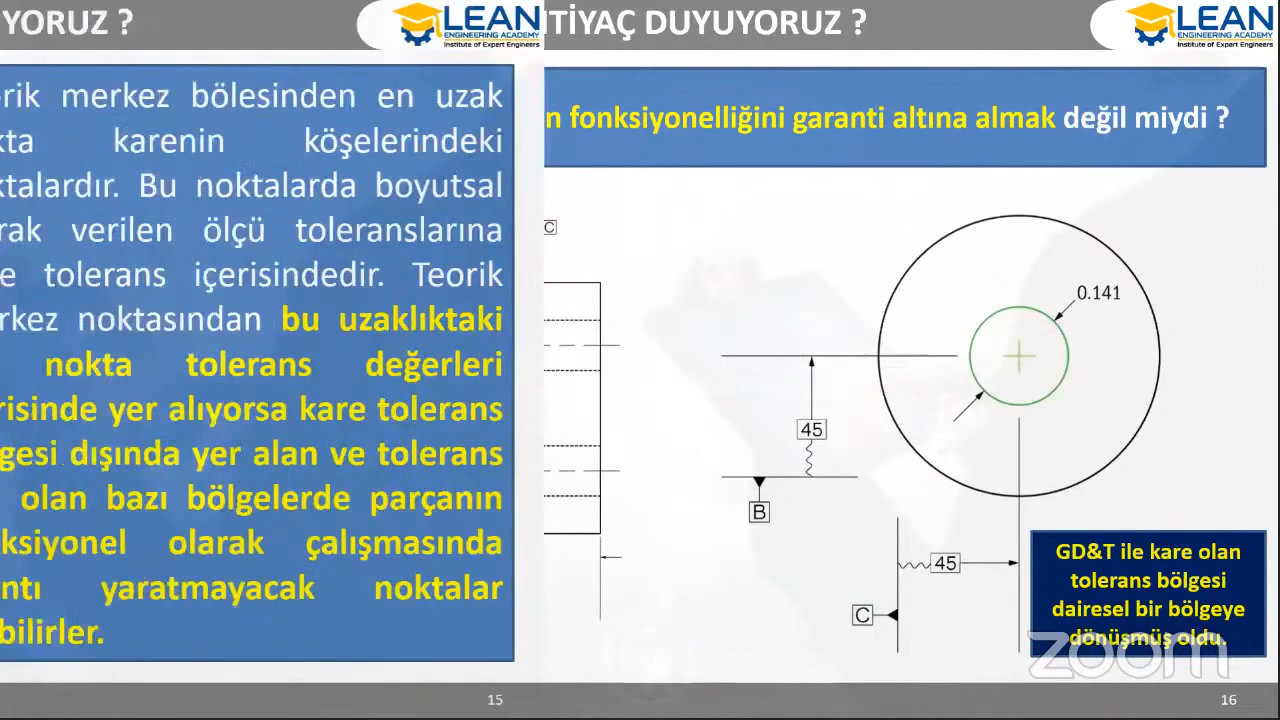 YORUZ ?
LEAN
ENGINEERING ACADEMY
Institute of Expert Engineers
rik merkez bölesinden en uzak
kta karenin köşelerindeki
ktalardır. Bu noktalarda boyutsal
rak verilen ölçü toleranslarına
e tolerans içerisindedir. Teorik
rkez noktasından bu uzaklıktaki
nokta tolerans değerleri
risinde yer alıyorsa kare tolerans
gesi dışında yer alan ve tolerans
olan bazı bölgelerde parçanın
ksiyonel olarak çalışmasında
ntı yaratmayacak noktalar
bilirler.
15
TİYAÇ DUYUYORUZ ?
LEAN
ENGINEERING ACADEMY
Institute of Expert Engineers
n fonksiyonelliğini garanti altına almak değil miydi ?
C
0.141
45
B
45
C
GD&T ile kare olan
tolerans bölgesi
dairesel bir bölgeye
dönüşmüş oldu.
zoom
16